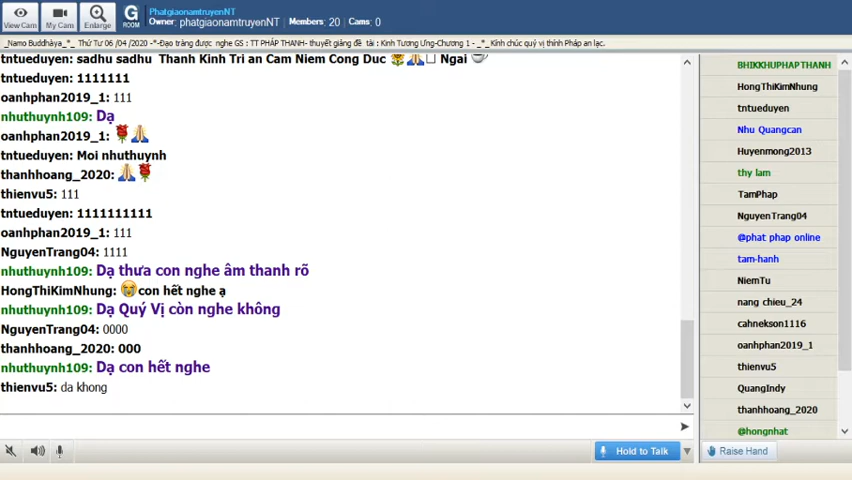 View Cam
My Cam
Enlarge
G
ROOM
PhatgiaonamtruyenNT
Owner: phatgiaonamtruyenNT Members: 20 Cams: 0
_Namo Buddhàya_*_ Thứ Tư 06 /04 /2020 -*-Đạo tràng được nghe GS : TT PHÁP THANH- thuyết giảng đề tài : Kinh Tương Ưng-Chương 1 - _*_ Kính chúc quý vị thính Pháp an lạc.
tntueduyen: sadhu sadhu Thanh Kinh Tri an Cam Niem Cong Duc 🌻🙏 Ngai ☕
tntueduyen: 1111111
oanhphan2019_1: 111
nhuthuynh109: Dạ
oanhphan2019_1: 🌹🙏
tntueduyen: Moi nhuthuynh
thanhhoang_2020: 🙏🌹
thienvu5: 111
tntueduyen: 1111111111
oanhphan2019_1: 111
NguyenTrang04: 1111
nhuthuynh109: Dạ thưa con nghe âm thanh rõ
HongThiKimNhung: 😭con hết nghe ạ
nhuthuynh109: Dạ Quý Vị còn nghe không
NguyenTrang04: 0000
thanhhoang_2020: 000
nhuthuynh109: Dạ con hết nghe
thienvu5: da khong
Hold to Talk
BHIKKHUPHAPTHANH
HongThiKimNhung
tntueduyen
Nhu Quangcan
Huyenmong2013
thy lam
TamPhap
NguyenTrang04
@phat phap online
tam-hanh
NiemTu
nang chieu_24
cahnekson1116
oanhphan2019_1
thienvu5
QuangIndy
thanhhoang_2020
@hongnhat
Raise Hand